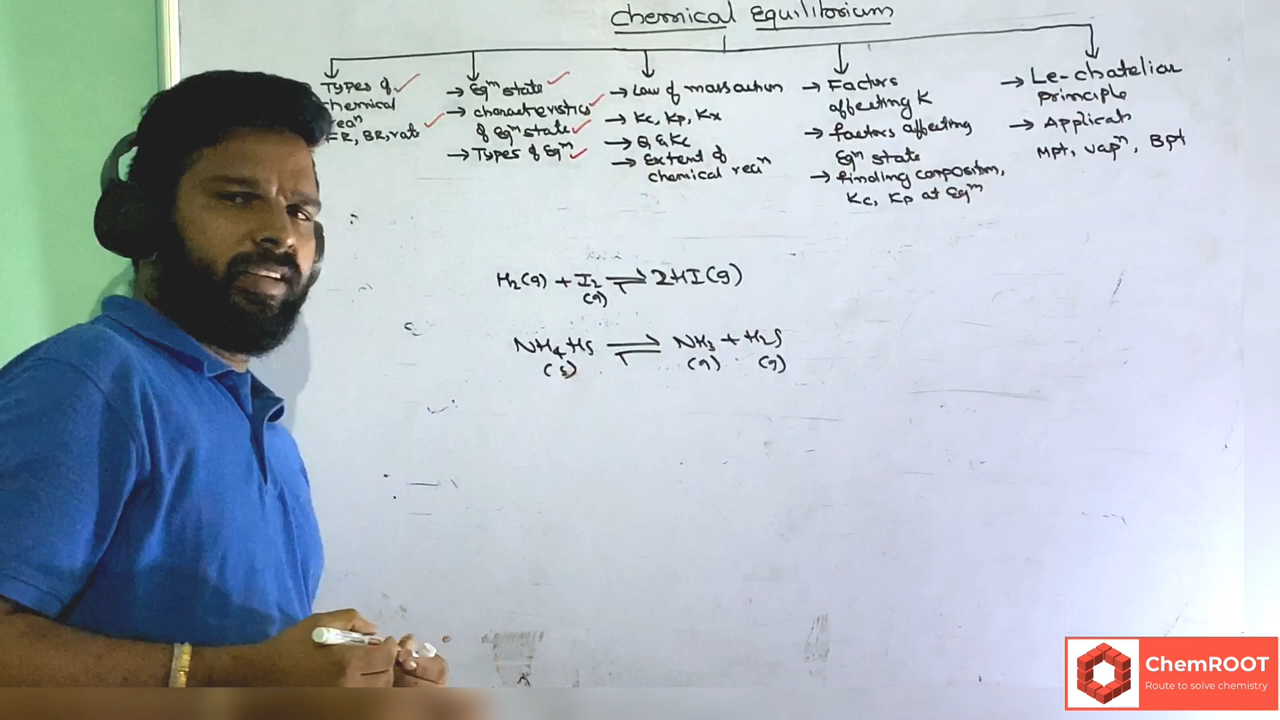 Chemical Equilibrium
Types of
chemical
reaⁿ
FR, BR, rate
→ Eqᵐ state
→ characteristics
of Eqᵐ state
→ Types of Eqᵐ
→ Law of mass action
→ Kc, Kp, Kx
→ Q & Kc
→ Extent of
chemical reaⁿ
→ Factors
affecting K
→ factors affecting
Eqᵐ state
→ finding composition,
Kc, Kp at Eqᵐ
→ Le-chatelier
principle
→ Applicatⁿ
Mpt, vapⁿ, Bpt
H₂(g) + I₂(g) ⇌ 2HI(g)
NH₄HS(s) ⇌ NH₃(g) + H₂S(g)
ChemROOT
Route to solve chemistry